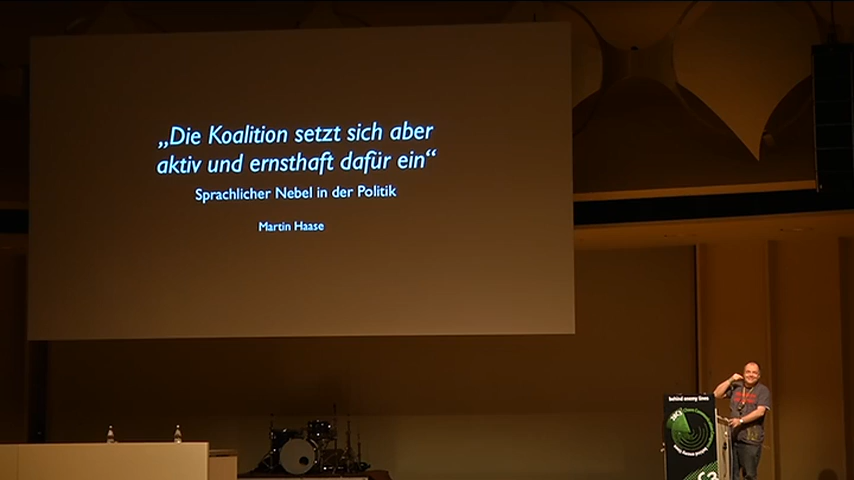 „Die Koalition setzt sich aber
aktiv und ernsthaft dafür ein“
Sprachlicher Nebel in der Politik
Martin Haase
behind enemy lines